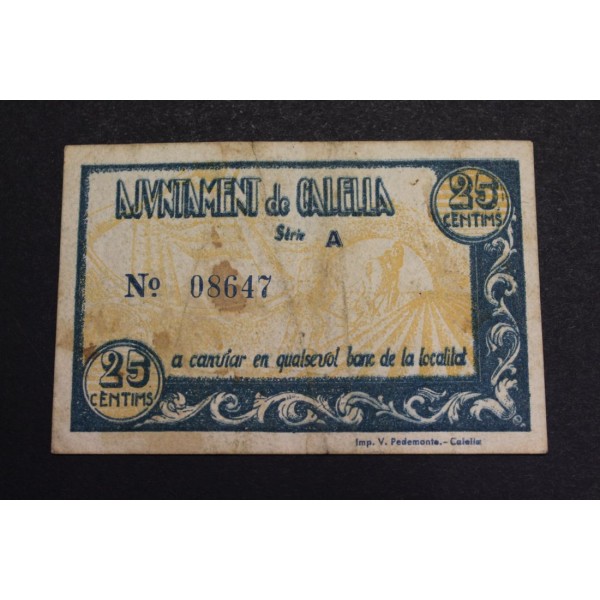 AJVNTAMENT de CALELLA
25
CÈNTIMS
Sèrie A
Nº 08647
a canviar en qualsevol banc de la localitat
25
CÈNTIMS
Imp. V. Pedemonte.- Calella